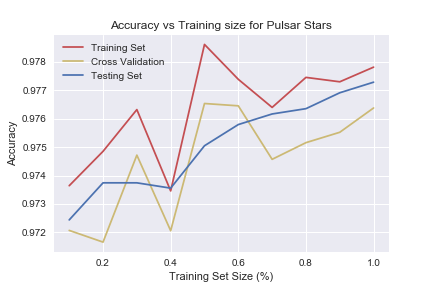 Accuracy vs Training size for Pulsar Stars
Training Set
Cross Validation
Testing Set
0.978
0.977
0.976
0.975
0.974
0.973
0.972
Accuracy
0.2 0.4 0.6 0.8 1.0
Training Set Size (%)